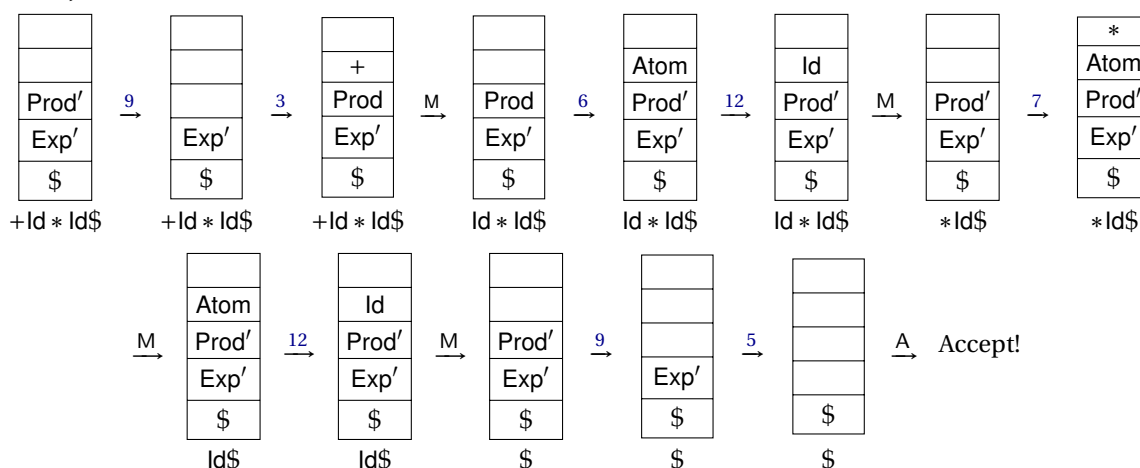 *
+ Atom Id Atom
Prod′ 9 3 Prod M Prod 6 Prod′ 12 Prod′ M Prod′ 7 Prod′
→ → → → → → →
Exp′ Exp′ Exp′ Exp′ Exp′ Exp′ Exp′ Exp′
$ $ $ $ $ $ $ $
+Id ∗ Id$ +Id ∗ Id$ +Id ∗ Id$ Id ∗ Id$ Id ∗ Id$ Id ∗ Id$ ∗Id$ ∗Id$
Atom Id
M Prod′ 12 Prod′ M Prod′ 9 5 A Accept!
→ → → → → →
Exp′ Exp′ Exp′ Exp′
$ $ $ $ $
Id$ Id$ $ $ $